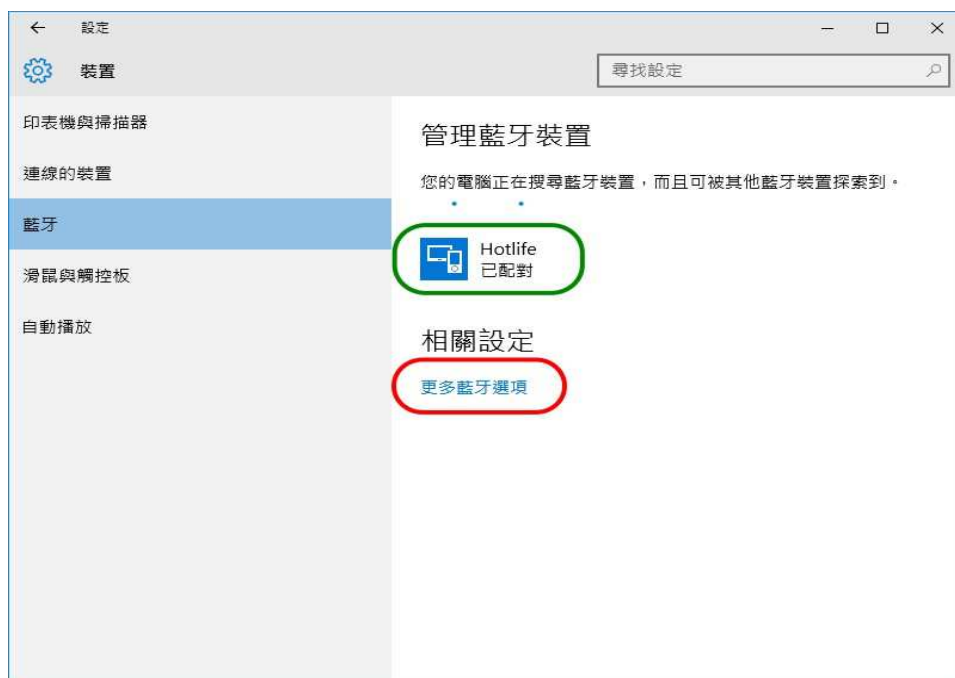 設定
裝置
尋找設定
印表機與掃描器
連線的裝置
藍牙
滑鼠與觸控板
自動播放
管理藍牙裝置
您的電腦正在搜尋藍牙裝置，而且可被其他藍牙裝置探索到。
Hotlife
已配對
相關設定
更多藍牙選項